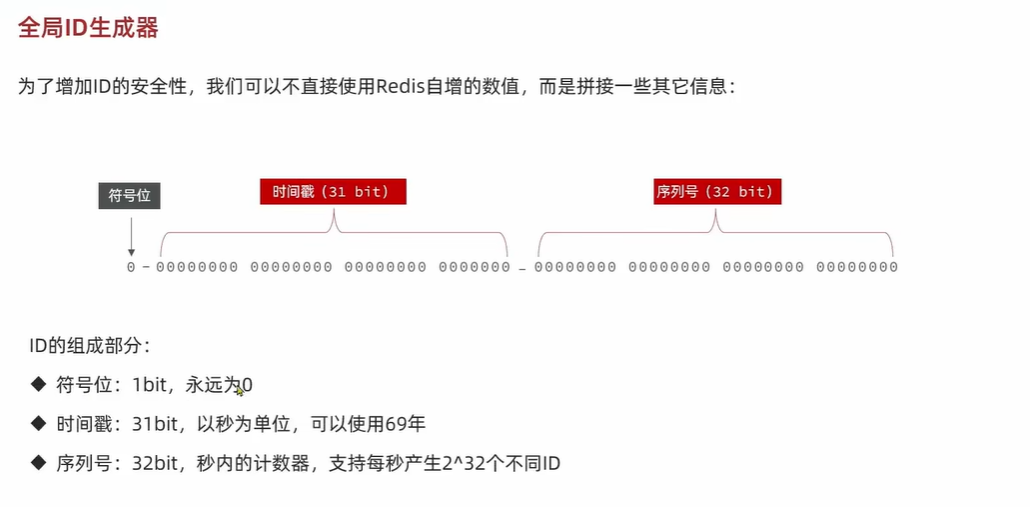 全局ID生成器
为了增加ID的安全性，我们可以不直接使用Redis自增的数值，而是拼接一些其它信息：
符号位 时间戳（31 bit） 序列号（32 bit）
0 - 00000000 00000000 00000000 0000000 - 00000000 00000000 00000000 00000000
ID的组成部分：
◆ 符号位：1bit，永远为0
◆ 时间戳：31bit，以秒为单位，可以使用69年
◆ 序列号：32bit，秒内的计数器，支持每秒产生2^32个不同ID